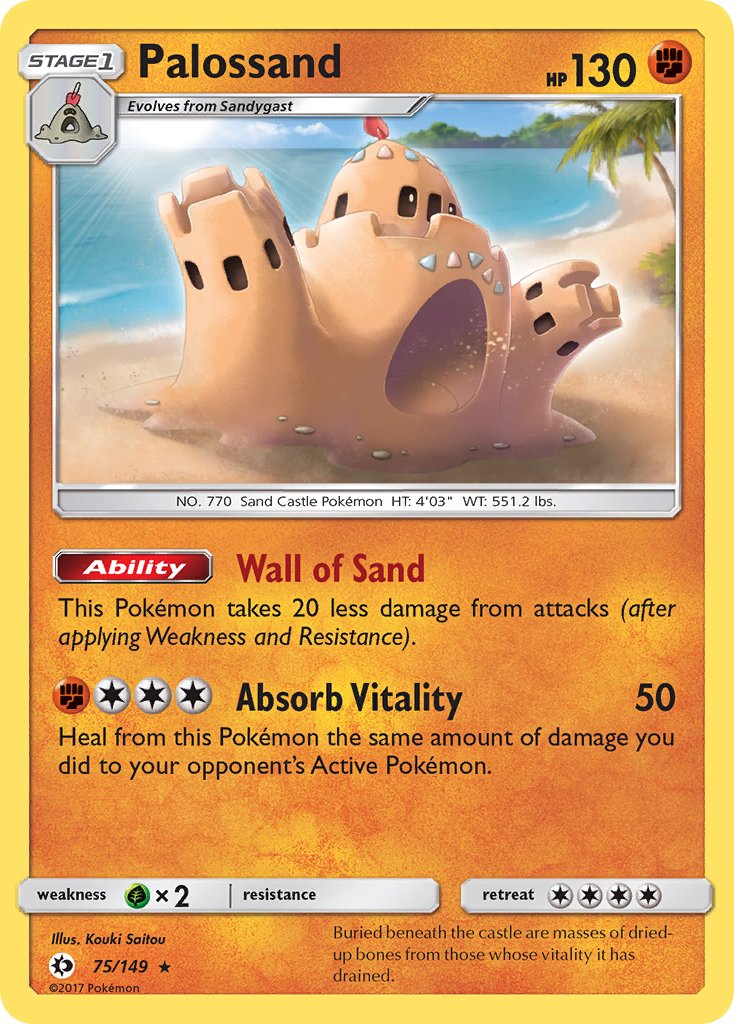 STAGE1
Palossand
HP 130
Evolves from Sandygast
NO. 770 Sand Castle Pokémon HT: 4'03" WT: 551.2 lbs.
Ability Wall of Sand
This Pokémon takes 20 less damage from attacks (after
applying Weakness and Resistance).
Absorb Vitality 50
Heal from this Pokémon the same amount of damage you
did to your opponent's Active Pokémon.
weakness ×2 resistance retreat
Illus. Kouki Saitou
75/149 ★
©2017 Pokémon
Buried beneath the castle are masses of dried-
up bones from those whose vitality it has
drained.